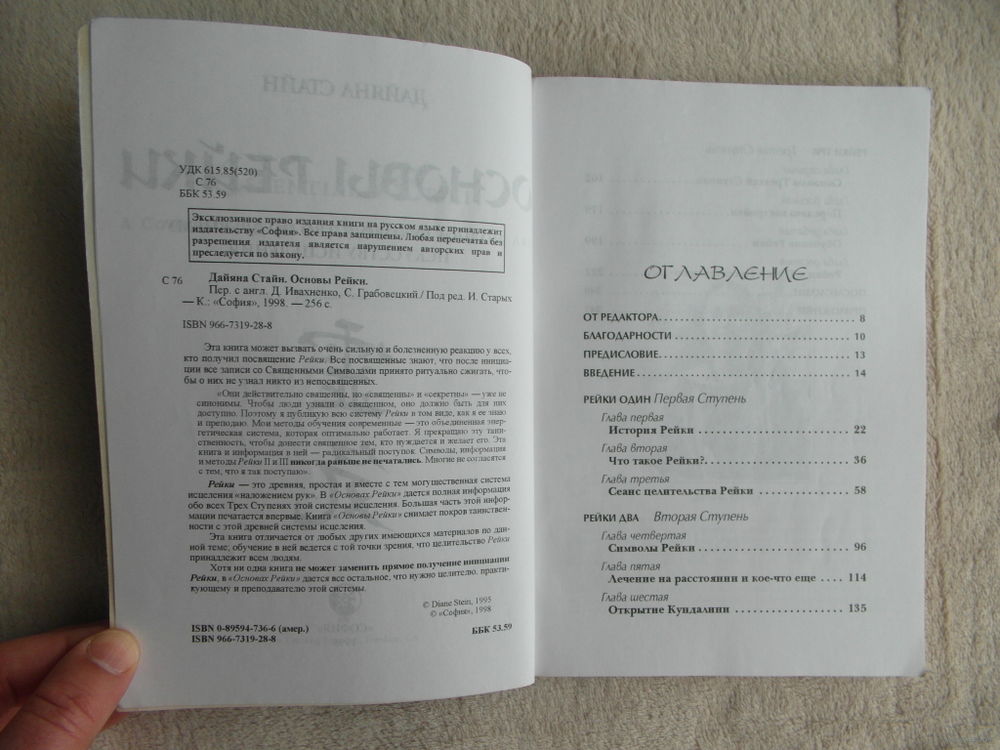 УДК 615.85(520)
С 76
ББК 53.59
Эксклюзивное право издания книги на русском языке принадлежит
издательству «София». Все права защищены. Любая перепечатка без
разрешения издателя является нарушением авторских прав и
преследуется по закону.
Дайяна Стайн. Основы Рейки.
С 76 Пер. с англ. Д. Ивахненко, С. Грабовецкий./ Под ред. И. Старых
— К.: «София», 1998. — 256 с.
ISBN 966-7319-28-8
Эта книга может вызвать очень сильную и болезненную реакцию у всех,
кто получил посвящение Рейки. Все посвященные знают, что после инициа-
ции все записи со Священными Символами принято ритуально сжигать, что-
бы о них не узнал никто из непосвященных.
«Они действительно священны, но «священны» и «секретны» — уже не
синонимы. Чтобы люди узнали о священном, оно должно быть для них
доступно. Поэтому я публикую всю систему Рейки в том виде, как я ее знаю
и преподаю. Мои методы обучения современные — это объединенная энер-
гетическая система, которая оптимально работает. Я прекращаю эту таин-
ственность, чтобы донести священное тем, кто нуждается и желает его. Эта
книга и информация в ней — радикальный поступок. Символы, информация
и методы Рейки II и III никогда раньше не печатались. Многие не согласятся
с тем, что я так поступаю».
Рейки — это древняя, простая и вместе с тем могущественная система
исцеления «наложением рук». В «Основах Рейки» дается полная информация
обо всех Трех Ступенях этой системы исцеления. Большая часть этой инфор-
мации печатается впервые. Книга «Основы Рейки» снимает покров таинствен-
ности с этой древней системы исцеления.
Эта книга отличается от любых других имеющихся материалов по дан-
ной теме; обучение в ней ведется с той точки зрения, что целительство Рейки
принадлежит всем людям.
Хотя ни одна книга не может заменить прямое получение инициации
Рейки, в «Основах Рейки» дается все остальное, что нужно целителю, практи-
кующему и преподавателю этой системы.
© Diane Stein, 1995
© «София», 1998
ISBN 0-89594-736-6 (амер.)
ISBN 966-7319-28-8
ББК 53.59
ОГЛАВЛЕНИЕ
ОТ РЕДАКТОРА. 8
БЛАГОДАРНОСТИ 10
ПРЕДИСЛОВИЕ. 13
ВВЕДЕНИЕ 14
РЕЙКИ ОДИН Первая Ступень
Глава первая
История Рейки 22
Глава вторая
Что такое Рейки?. 36
Глава третья
Сеанс целительства Рейки 58
РЕЙКИ ДВА Вторая Ступень
Глава четвертая
Символы Рейки 96
Глава пятая
Лечение на расстоянии и кое-что еще 114
Глава шестая
Открытие Кундалини 135